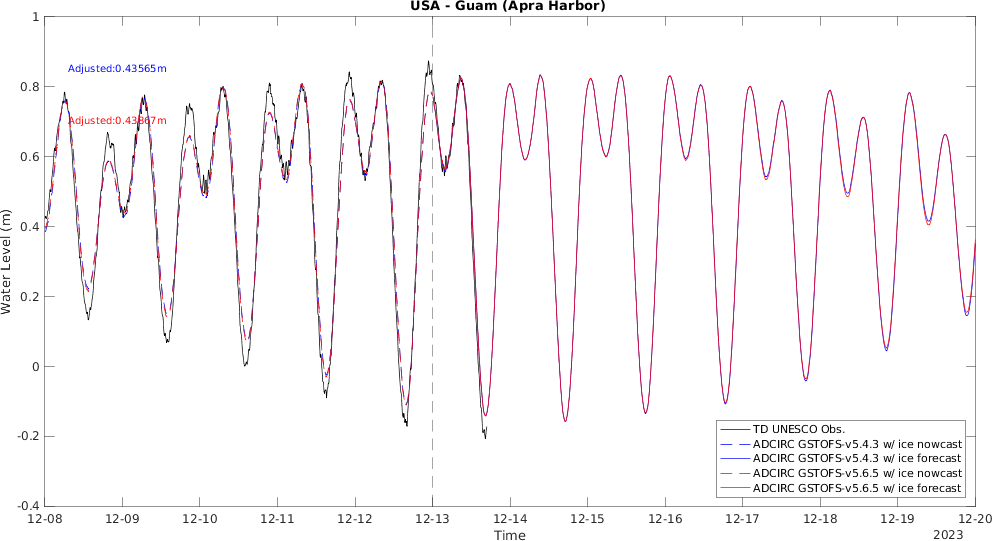 USA - Guam (Apra Harbor)
1
0.8
0.6
0.4
0.2
0
-0.2
-0.4
Water Level (m)
Adjusted:0.43565m
Adjusted:0.43867m
TD UNESCO Obs.
ADCIRC GSTOFS-v5.4.3 w/ ice nowcast
ADCIRC GSTOFS-v5.4.3 w/ ice forecast
ADCIRC GSTOFS-v5.6.5 w/ ice nowcast
ADCIRC GSTOFS-v5.6.5 w/ ice forecast
12-08 12-09 12-10 12-11 12-12 12-13 12-14 12-15 12-16 12-17 12-18 12-19 12-20
Time
2023